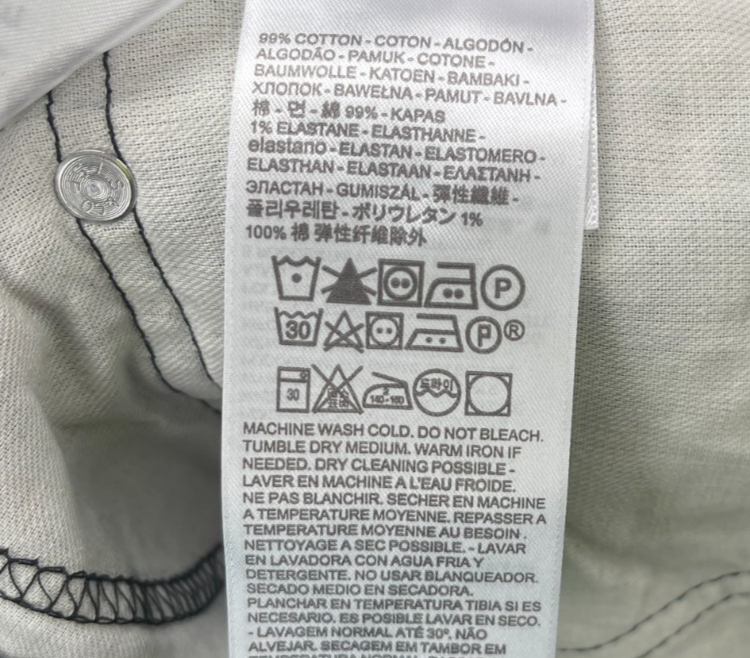 99% COTTON - COTON - ALGODÓN -
ALGODÃO - PAMUK - COTONE -
BAUMWOLLE - KATOEN - BAMBAKI -
ХЛОПОК - BAWEŁNA - PAMUT - BAVLNA -
棉 - 면 - 綿 99% - KAPAS
1% ELASTANE - ELASTHANNE -
elastano - ELASTAN - ELASTOMERO -
ELASTHAN - ELASTAAN - ΕΛΑΣΤΑΝΗ -
ЭЛАСТАН - GUMISZÁL - 彈性纖維 -
폴리우레탄 - ポリウレタン 1%
100% 棉 弹性纤维除外
P
30 P®
30 2 140-160 드라이
MACHINE WASH COLD. DO NOT BLEACH.
TUMBLE DRY MEDIUM. WARM IRON IF
NEEDED. DRY CLEANING POSSIBLE -
LAVER EN MACHINE A L'EAU FROIDE.
NE PAS BLANCHIR. SECHER EN MACHINE
A TEMPERATURE MOYENNE. REPASSER A
TEMPERATURE MOYENNE AU BESOIN .
NETTOYAGE A SEC POSSIBLE. - LAVAR
EN LAVADORA CON AGUA FRIA Y
DETERGENTE. NO USAR BLANQUEADOR.
SECADO MEDIO EN SECADORA.
PLANCHAR EN TEMPERATURA TIBIA SI ES
NECESARIO. ES POSIBLE LAVAR EN SECO.
- LAVAGEM NORMAL ATÉ 30º. NÃO
ALVEJAR. SECAGEM EM TAMBOR EM